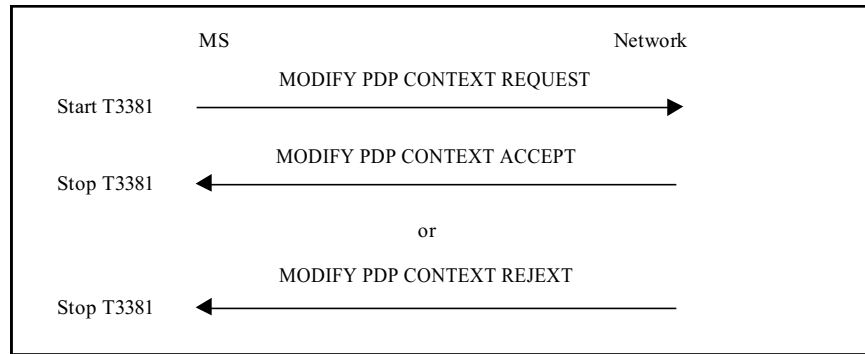 MS Network
MODIFY PDP CONTEXT REQUEST
Start T3381
MODIFY PDP CONTEXT ACCEPT
Stop T3381
or
MODIFY PDP CONTEXT REJEXT
Stop T3381